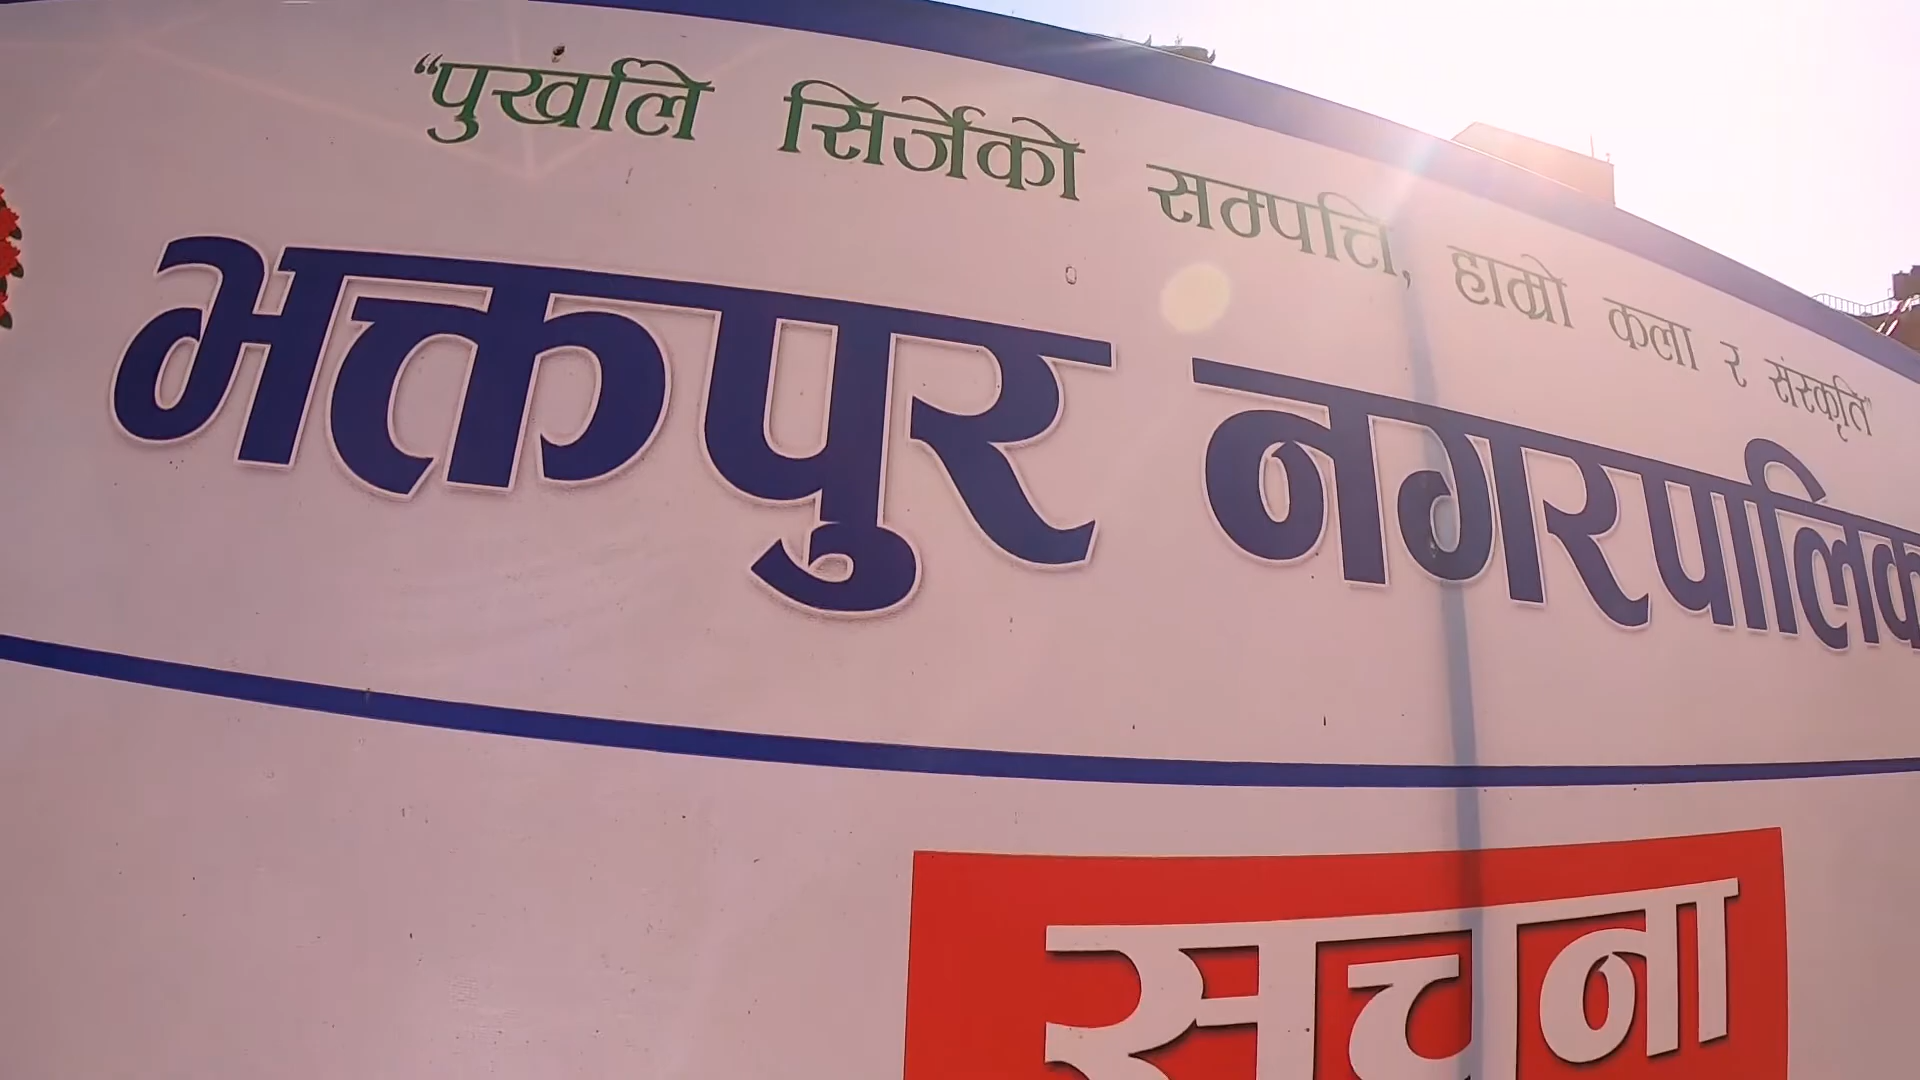 “पुर्खाले सिर्जेको सम्पत्ति, हाम्रो कला र संस्कृति”
भक्तपुर नगरपालिका
सूचना